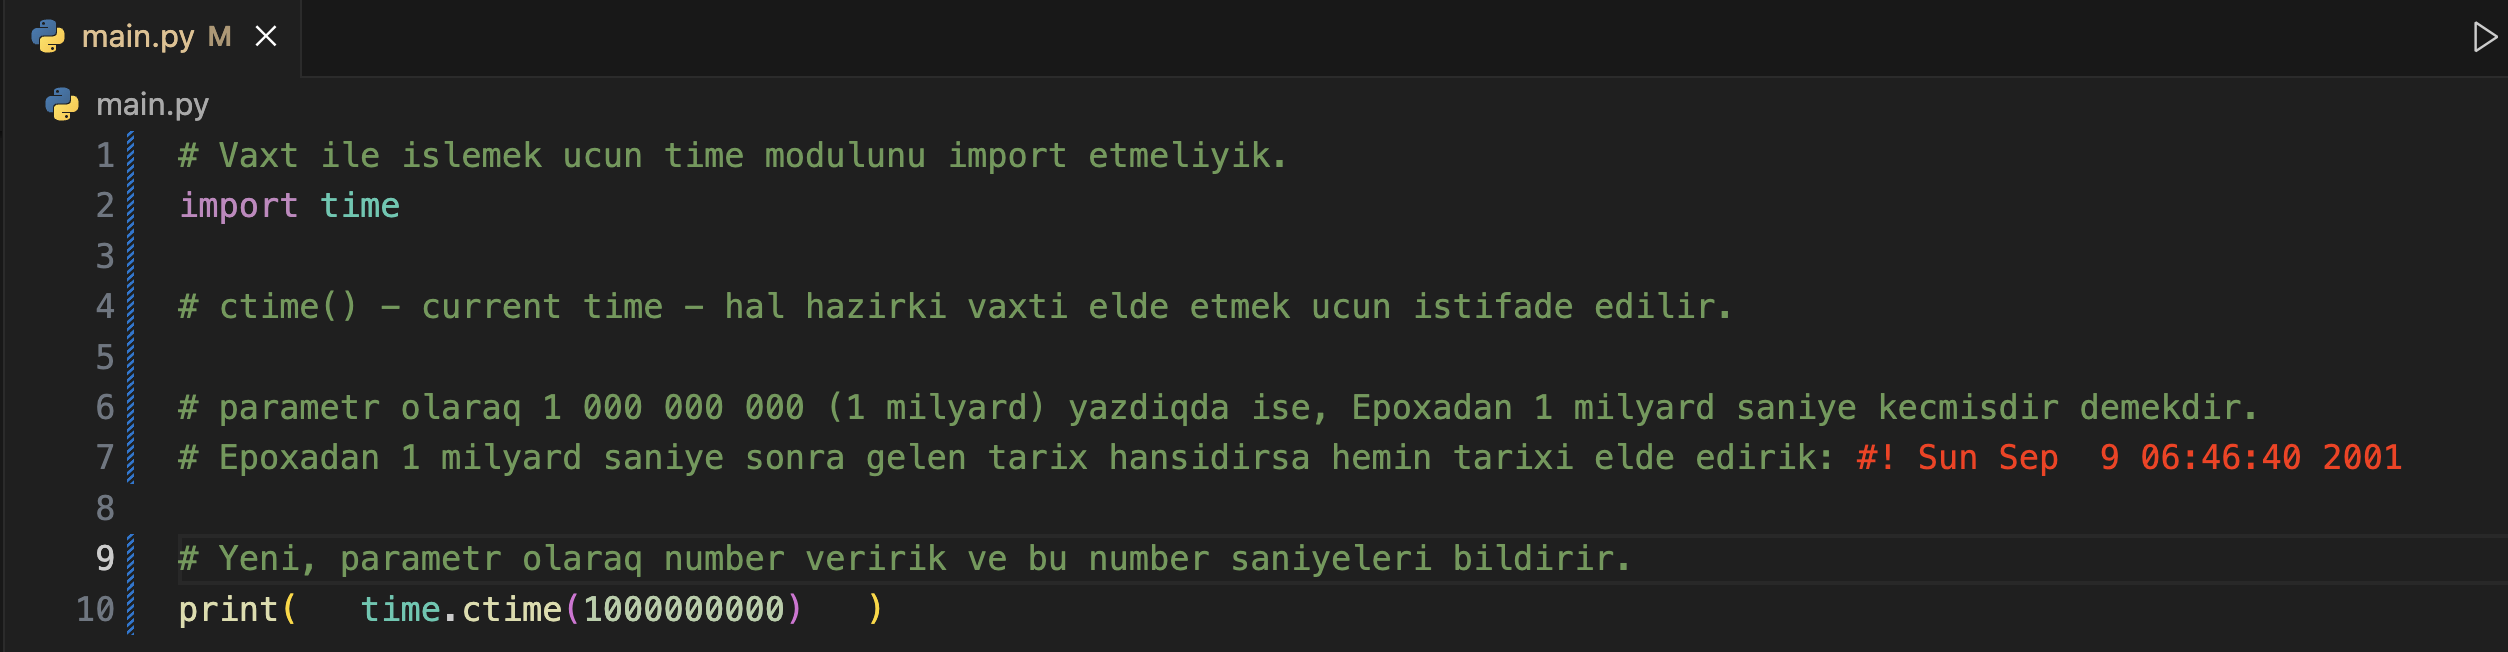 main.py M
main.py
1 # Vaxt ile islemek ucun time modulunu import etmeliyik.
2 import time
3
4 # ctime() - current time - hal hazirki vaxti elde etmek ucun istifade edilir.
5
6 # parametr olaraq 1 000 000 000 (1 milyard) yazdiqda ise, Epoxadan 1 milyard saniye kecmisdir demekdir.
7 # Epoxadan 1 milyard saniye sonra gelen tarix hansidirsa hemin tarixi elde edirik: #! Sun Sep  9 06:46:40 2001
8
9 # Yeni, parametr olaraq number veririk ve bu number saniyeleri bildirir.
10 print(   time.ctime(1000000000)   )